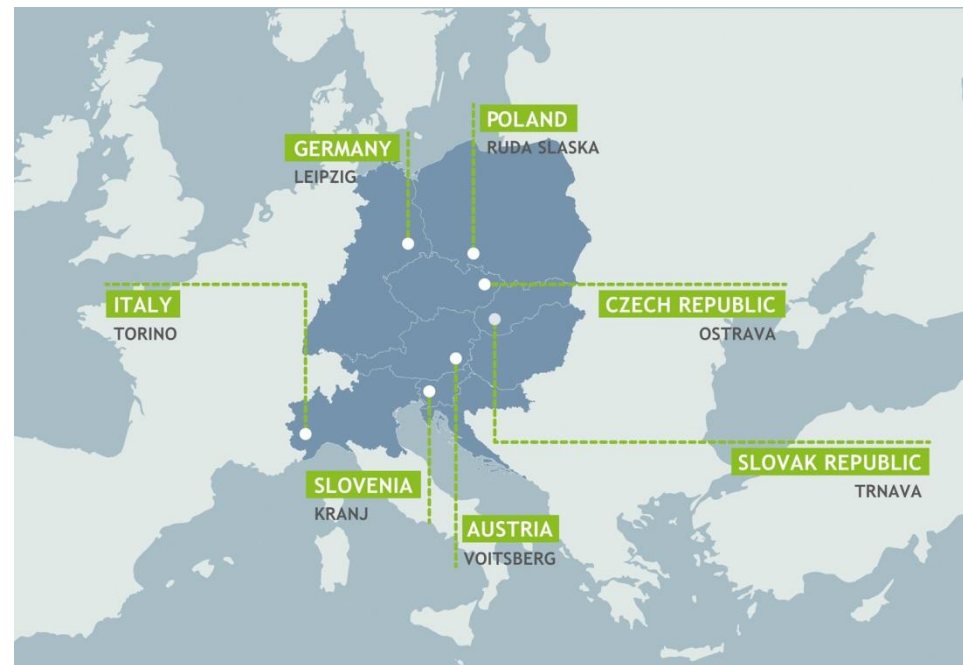 POLAND
RUDA SLASKA
GERMANY
LEIPZIG
ITALY
TORINO
CZECH REPUBLIC
OSTRAVA
SLOVAK REPUBLIC
TRNAVA
SLOVENIA
KRANJ
AUSTRIA
VOITSBERG